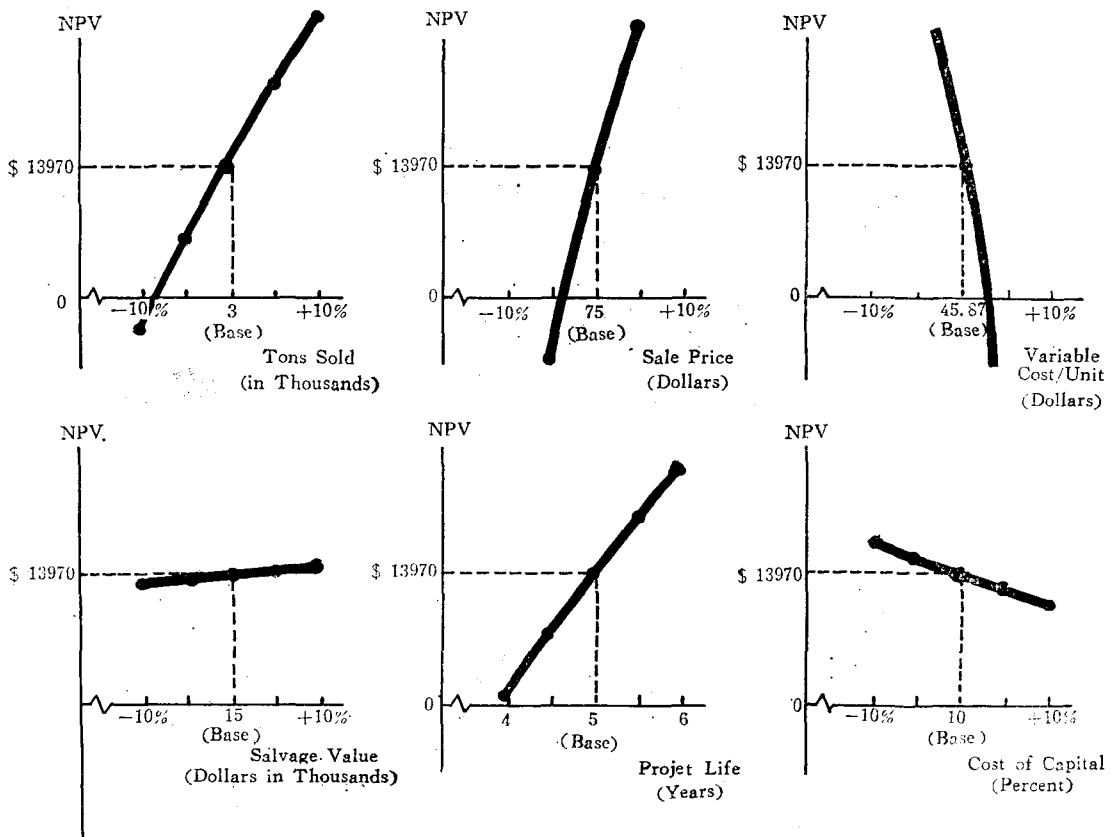 NPV
$ 13970
0
-10% 3 +10%
(Base)
Tons Sold
(in Thousands)
NPV
$ 13970
0
-10% 75 +10%
(Base)
Sale Price
(Dollars)
NPV
$ 13970
0
-10% 45.87 +10%
(Base)
Variable
Cost/Unit
(Dollars)
NPV.
$ 13970
0
-10% 15 +10%
(Base)
Salvage Value
(Dollars in Thousands)
NPV
$ 13970
0
4 5 6
(Base)
Projet Life
(Years)
NPV
$ 13970
0
-10% 10 +10%
(Base)
Cost of Capital
(Percent)